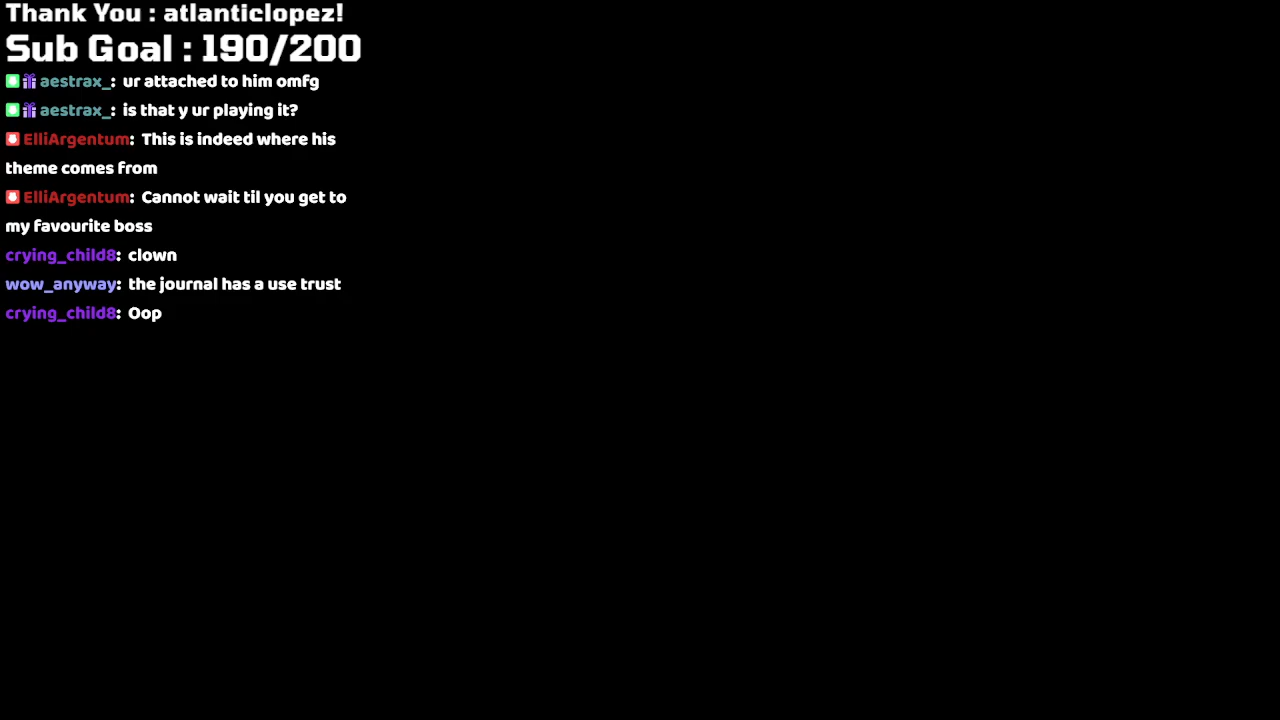 Thank You : atlanticlopez!
Sub Goal : 190/200
aestrax_: ur attached to him omfg
aestrax_: is that y ur playing it?
ElliArgentum: This is indeed where his
theme comes from
ElliArgentum: Cannot wait til you get to
my favourite boss
crying_child8: clown
wow_anyway: the journal has a use trust
crying_child8: Oop